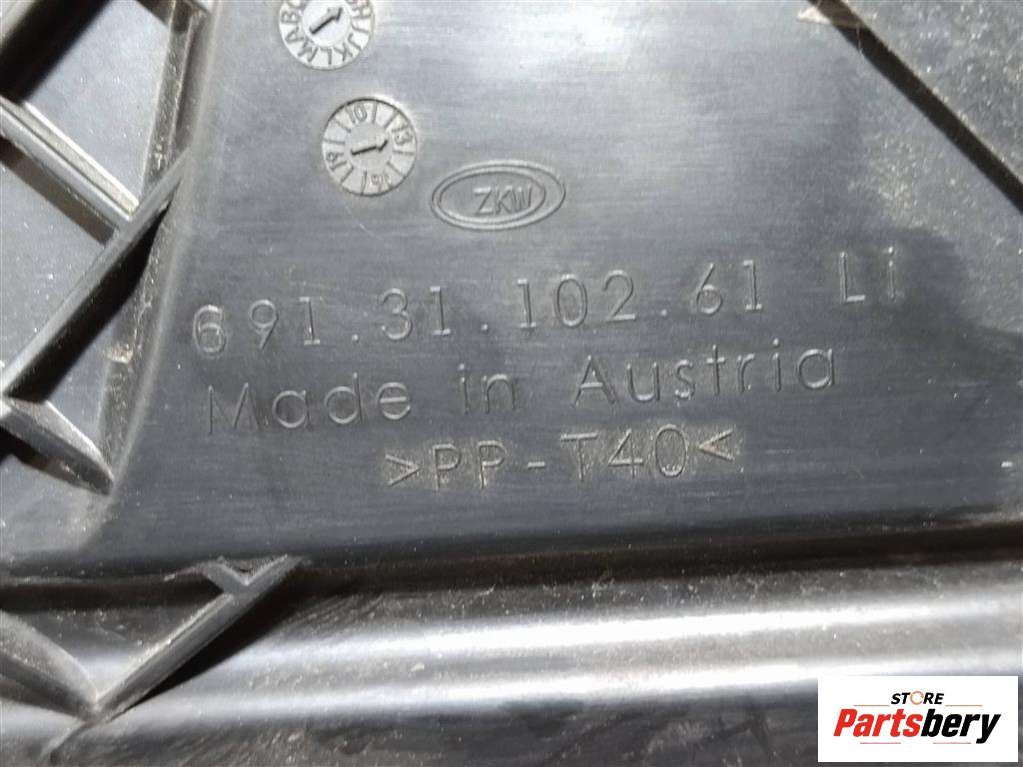 ZKW
691.31.102.61 Li
Made in Austria
>PP-T40<
STORE
Partsbery